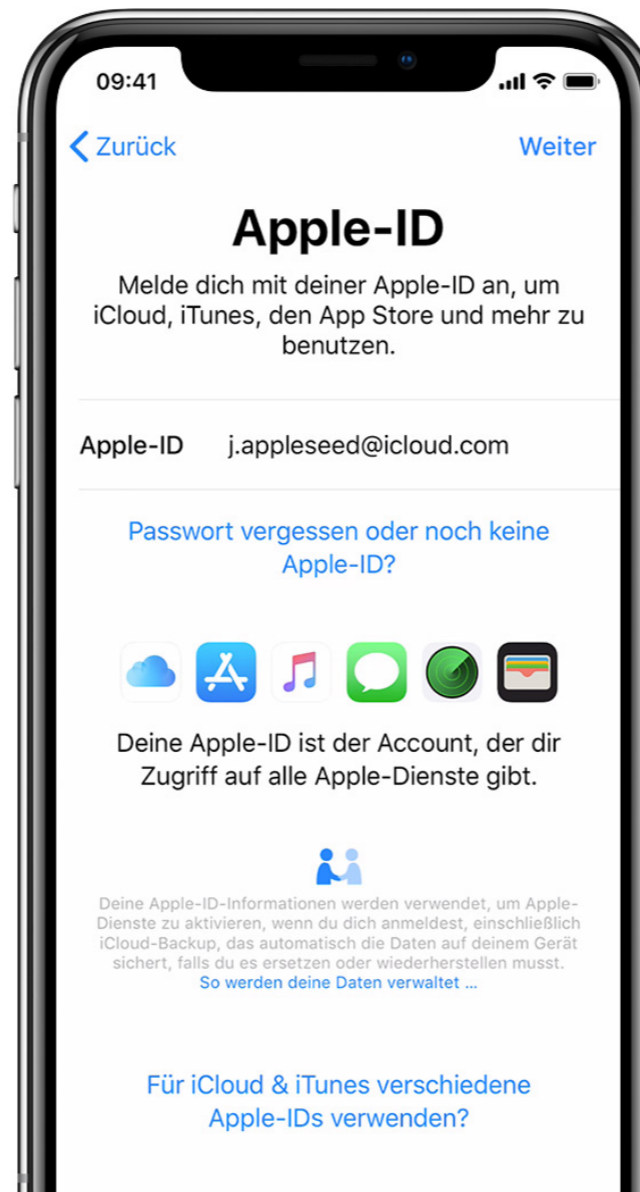 09:41
Zurück
Weiter
Apple-ID
Melde dich mit deiner Apple-ID an, um
iCloud, iTunes, den App Store und mehr zu
benutzen.
Apple-ID j.appleseed@icloud.com
Passwort vergessen oder noch keine
Apple-ID?
Deine Apple-ID ist der Account, der dir
Zugriff auf alle Apple-Dienste gibt.
Deine Apple-ID-Informationen werden verwendet, um Apple-
Dienste zu aktivieren, wenn du dich anmeldest, einschließlich
iCloud-Backup, das automatisch die Daten auf deinem Gerät
sichert, falls du es ersetzen oder wiederherstellen musst.
So werden deine Daten verwaltet ...
Für iCloud & iTunes verschiedene
Apple-IDs verwenden?